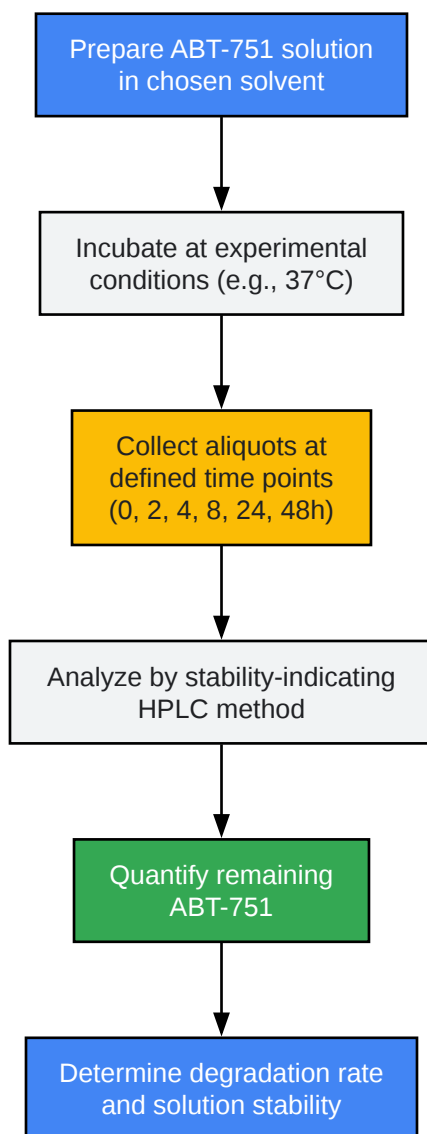 Prepare ABT-751 solution
in chosen solvent
Incubate at experimental
conditions (e.g., 37°C)
Collect aliquots at
defined time points
(0, 2, 4, 8, 24, 48h)
Analyze by stability-indicating
HPLC method
Quantify remaining
ABT-751
Determine degradation rate
and solution stability